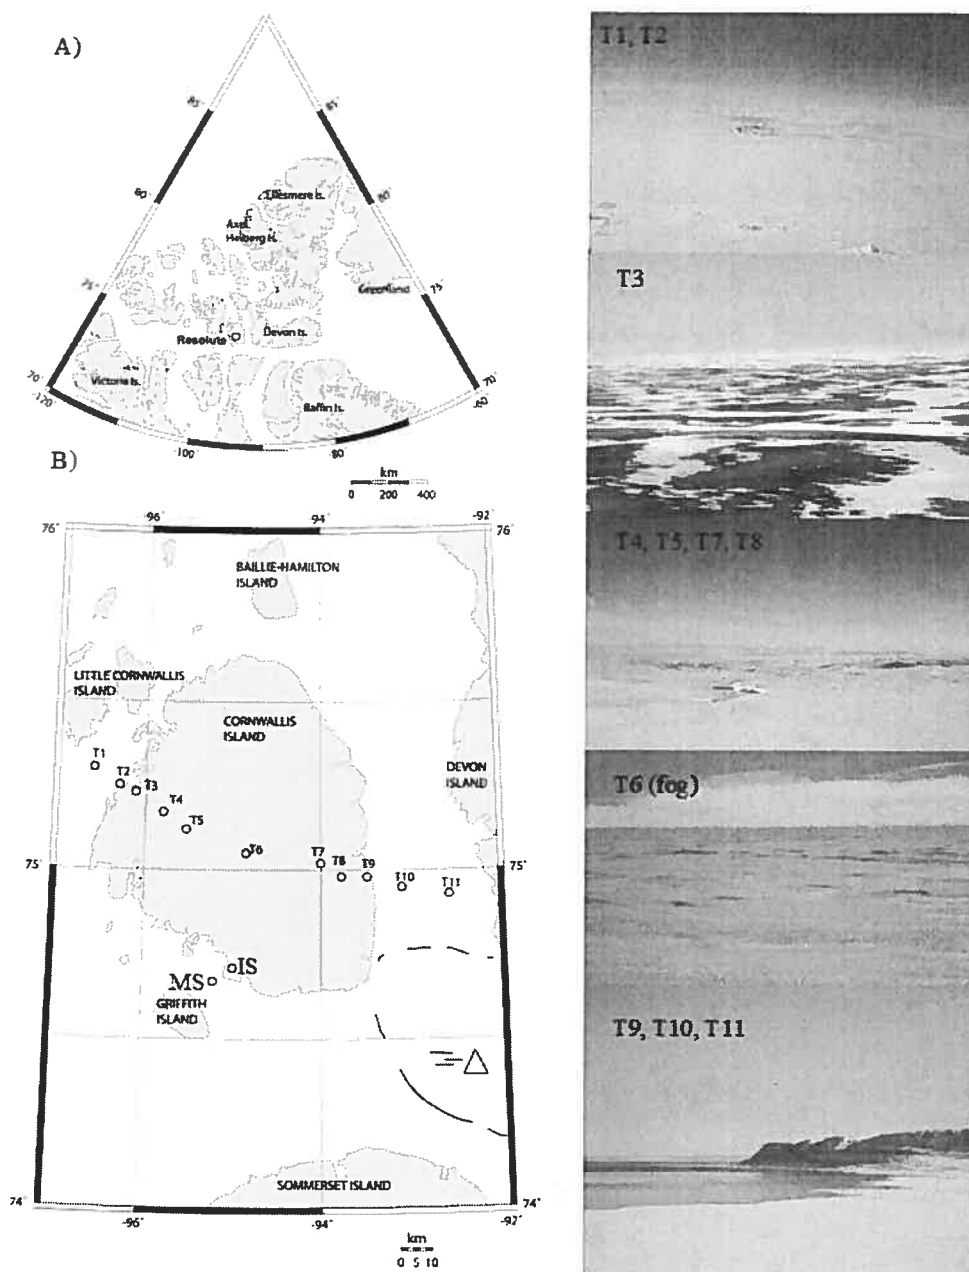 A)
85°
85°
80°
80°
Ellesmere Is.
Axel
Heiberg Is.
75°
75°
Greenland
Resolute
Devon Is.
Victoria Is.
Baffin Is.
70°
70°
-120
-60
-100
-80
km
0 200 400
B)
-96
-94
-92
76°
76°
BAILLIE-HAMILTON
ISLAND
LITTLE CORNWALLIS
ISLAND
CORNWALLIS
ISLAND
DEVON
ISLAND
T1
T2
T3
T4
T5
T6
T7
T8
T9
T10
T11
75°
75°
IS
MS
GRIFFITH
ISLAND
SOMMERSET ISLAND
74°
74°
-96
-94
-92
km
0 5 10
T1, T2
T3
T4, T5, T7, T8
T6 (fog)
T9, T10, T11